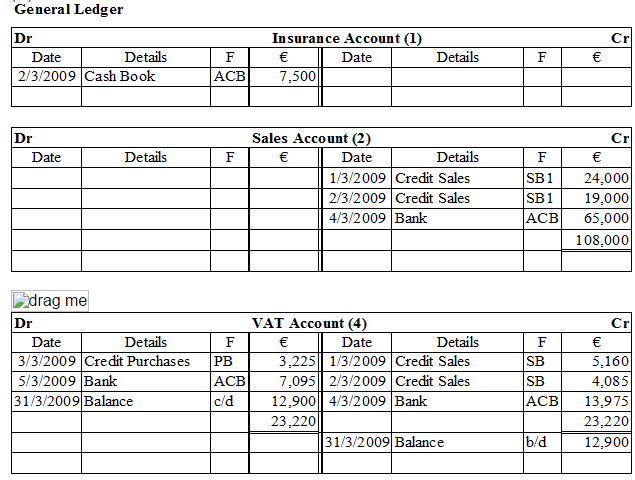 General Ledger
Dr Insurance Account (1) Cr
Date Details F € Date Details F €
2/3/2009 Cash Book ACB 7,500
Dr Sales Account (2) Cr
Date Details F € Date Details F €
1/3/2009 Credit Sales SB1 24,000
2/3/2009 Credit Sales SB1 19,000
4/3/2009 Bank ACB 65,000
108,000
drag me
Dr VAT Account (4) Cr
Date Details F € Date Details F €
3/3/2009 Credit Purchases PB 3,225 1/3/2009 Credit Sales SB 5,160
5/3/2009 Bank ACB 7,095 2/3/2009 Credit Sales SB 4,085
31/3/2009 Balance c/d 12,900 4/3/2009 Bank ACB 13,975
23,220 23,220
31/3/2009 Balance b/d 12,900